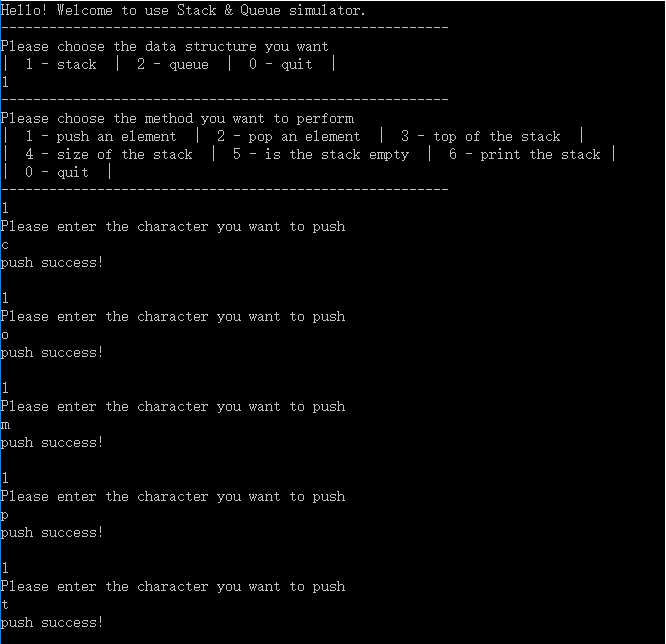 Hello! Welcome to use Stack & Queue simulator.
--------------------------------------------------------
Please choose the data structure you want
|  1 - stack  |  2 - queue  |  0 - quit  |
1
--------------------------------------------------------
Please choose the method you want to perform
|  1 - push an element  |  2 - pop an element  |  3 - top of the stack  |
|  4 - size of the stack  |  5 - is the stack empty  |  6 - print the stack |
|  0 - quit  |
--------------------------------------------------------
1
Please enter the character you want to push
c
push success!

1
Please enter the character you want to push
o
push success!

1
Please enter the character you want to push
m
push success!

1
Please enter the character you want to push
p
push success!

1
Please enter the character you want to push
t
push success!